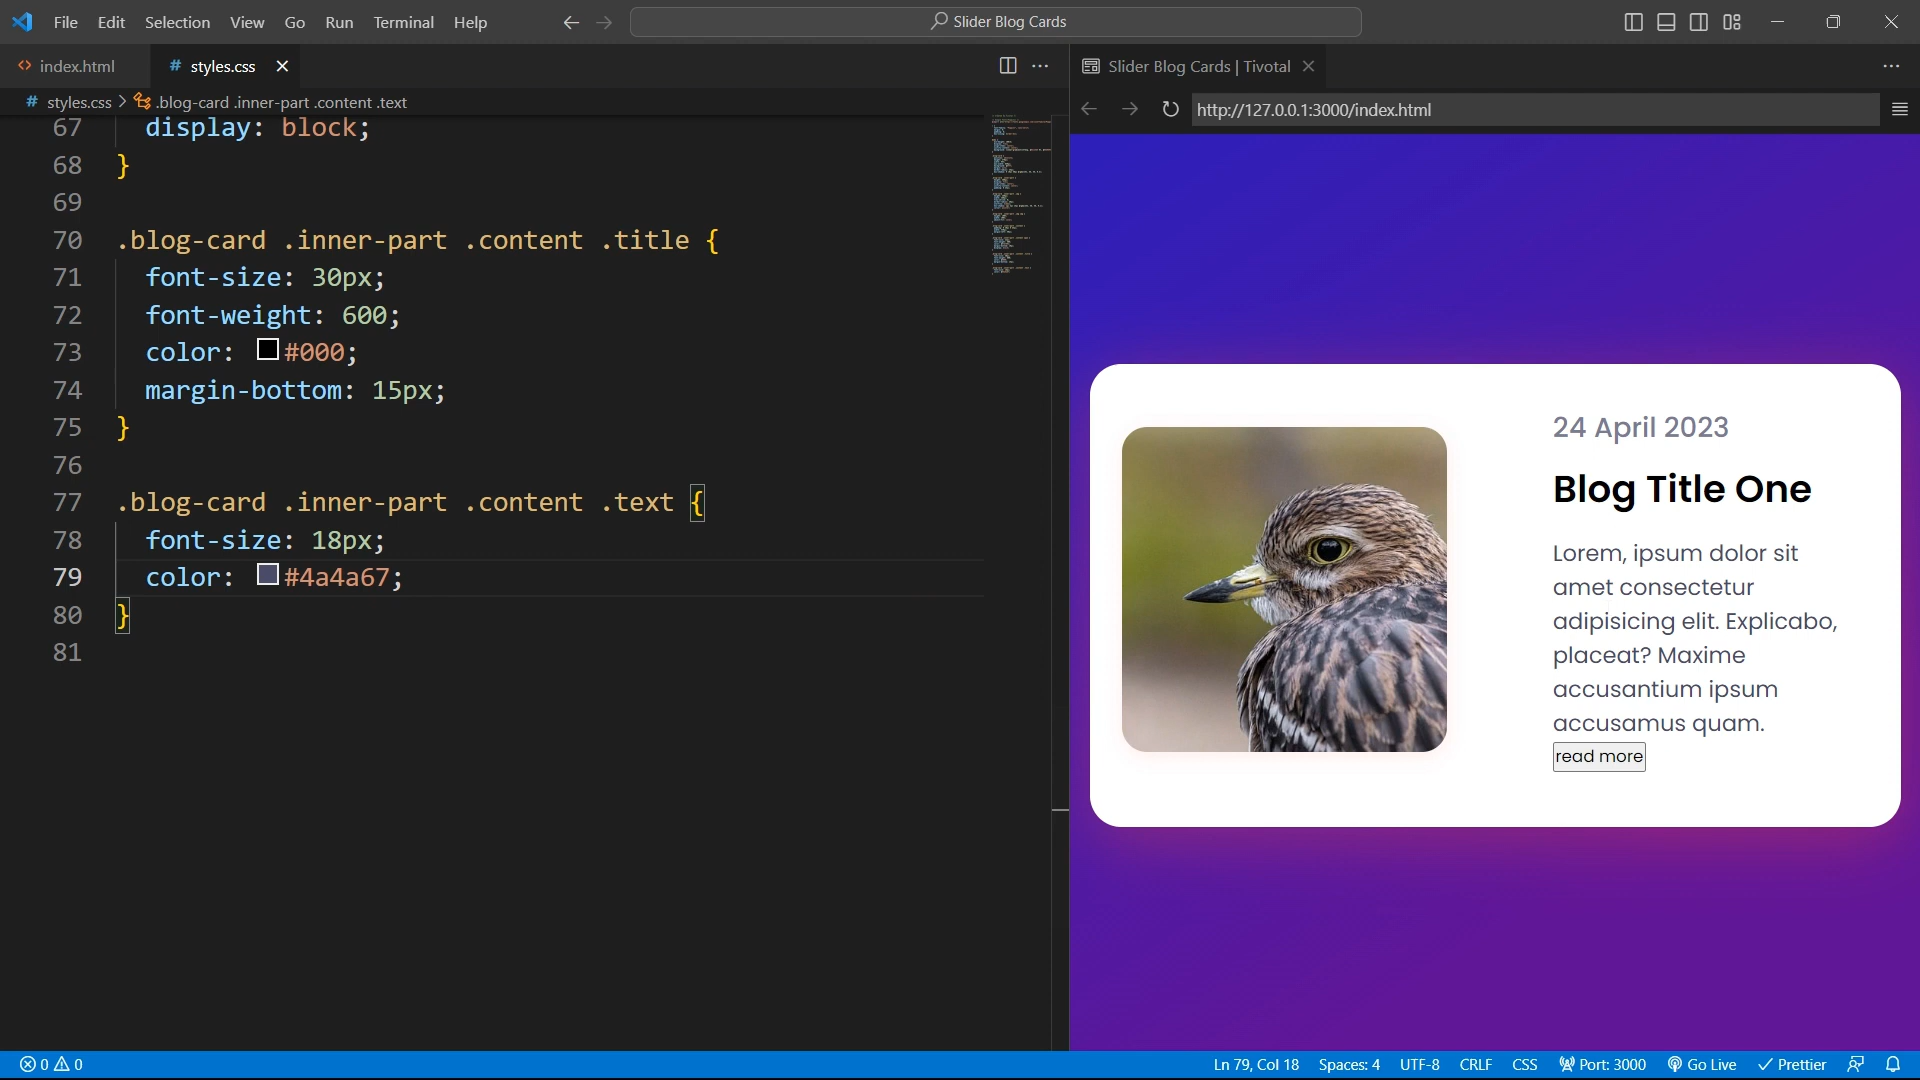 File Edit Selection View Go Run Terminal Help
Slider Blog Cards
index.html
styles.css
Slider Blog Cards | Tivotal
styles.css > .blog-card .inner-part .content .text
http://127.0.0.1:3000/index.html
67 display: block;
68 }
69
70 .blog-card .inner-part .content .title {
71 font-size: 30px;
72 font-weight: 600;
73 color: #000;
74 margin-bottom: 15px;
75 }
76
77 .blog-card .inner-part .content .text {
78 font-size: 18px;
79 color: #4a4a67;
80 }
81
24 April 2023
Blog Title One
Lorem, ipsum dolor sit
amet consectetur
adipisicing elit. Explicabo,
placeat? Maxime
accusantium ipsum
accusamus quam.
read more
0 0 Ln 79, Col 18 Spaces: 4 UTF-8 CRLF CSS Port: 3000 Go Live Prettier